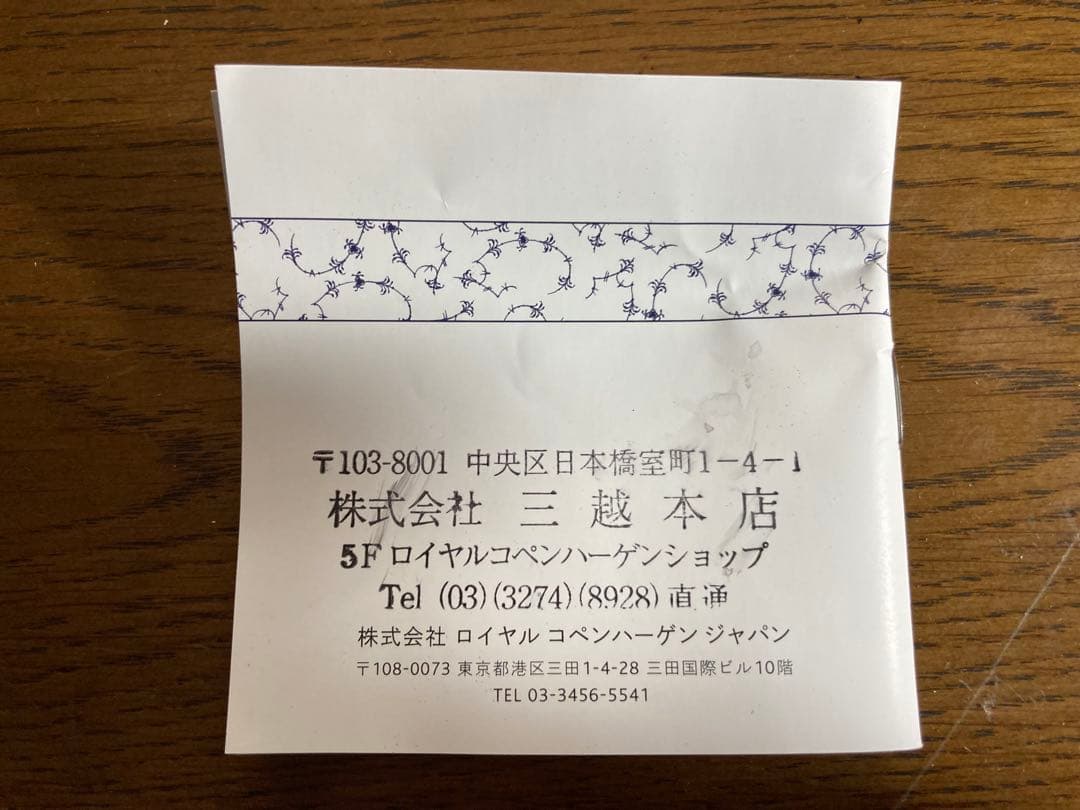 〒103-8001 中央区日本橋室町1-4-1
株式会社 三越本店
5F ロイヤルコペンハーゲンショップ
Tel (03)(3274)(8928) 直通
株式会社 ロイヤル コペンハーゲン ジャパン
〒108-0073 東京都港区三田1-4-28 三田国際ビル10階
TEL 03-3456-5541